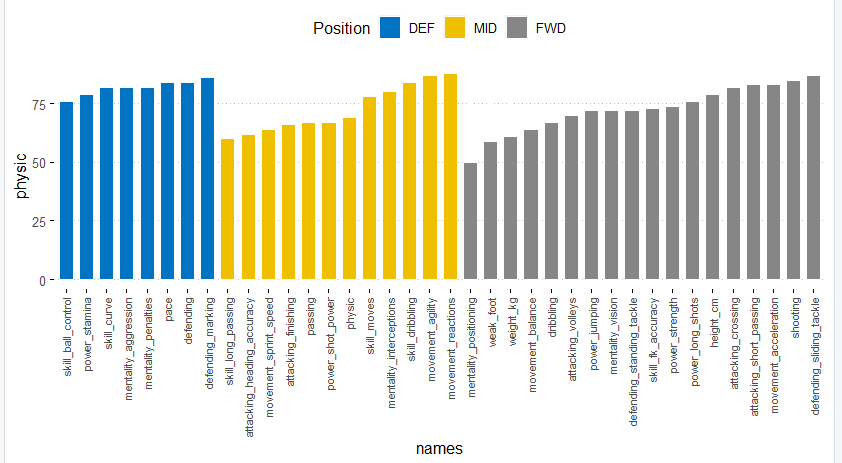 Position DEF MID FWD
physic
75
50
25
0
skill_ball_control
power_stamina
skill_curve
mentality_aggression
mentality_penalties
pace
defending
defending_marking
skill_long_passing
attacking_heading_accuracy
movement_sprint_speed
attacking_finishing
passing
power_shot_power
physic
skill_moves
mentality_interceptions
skill_dribbling
movement_agility
movement_reactions
mentality_positioning
weak_foot
weight_kg
movement_balance
dribbling
attacking_volleys
power_jumping
mentality_vision
defending_standing_tackle
skill_fk_accuracy
power_strength
power_long_shots
height_cm
attacking_crossing
attacking_short_passing
movement_acceleration
shooting
defending_sliding_tackle
names